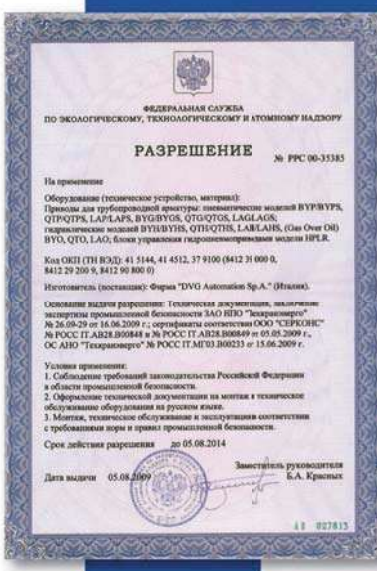 ФЕДЕРАЛЬНАЯ СЛУЖБА
ПО ЭКОЛОГИЧЕСКОМУ, ТЕХНОЛОГИЧЕСКОМУ И АТОМНОМУ НАДЗОРУ
РАЗРЕШЕНИЕ
№ РРС 00-35385
На применение
Оборудование (техническое устройство, материал):
Приводы для трубопроводной арматуры: пневматические моделей BYP/BYPS,
QTP/QTPS, LAP/LAPS, BYG/BYGS, QTG/QTGS, LAGLAGS;
гидравлические моделей BYH/BYHS, QTH/QTHS, LAH/LAHS, (Gas Over Oil)
BYO, QTO, LAO; блоки управления гидропневмоприводами модели HPLR.
Код ОКП (ТН ВЭД): 41 5144, 41 4512, 37 9100 (8412 31 000 0,
8412 29 200 9, 8412 90 800 0)
Изготовитель (поставщик): Фирма "DVG Automation Sp.A." (Италия).
Основание выдачи разрешения: Техническая документация, заключение
экспертизы промышленной безопасности ЗАО НПО "Техкранэнерго"
№ 26.09-29 от 16.06.2009 г.; сертификаты соответствия ООО "СЕРКОНС"
№ РОСС IT.АВ28.В00848 и № РОСС IT.АВ28.В00849 от 05.05.2009 г.,
ОС АНО "Техкранэнерго" № РОСС IT.МГ03.В00233 от 15.06.2009 г.
Условия применения:
1. Соблюдение требований законодательства Российской Федерации
в области промышленной безопасности.
2. Оформление технической документации на монтаж и техническое
обслуживание оборудования на русском языке.
3. Монтаж, техническое обслуживание и эксплуатация в соответствии
с требованиями норм и правил промышленной безопасности.
Срок действия разрешения до 05.08.2014
Дата выдачи 05.08.2009
Заместитель руководителя
Б.А. Красных
АВ 027813